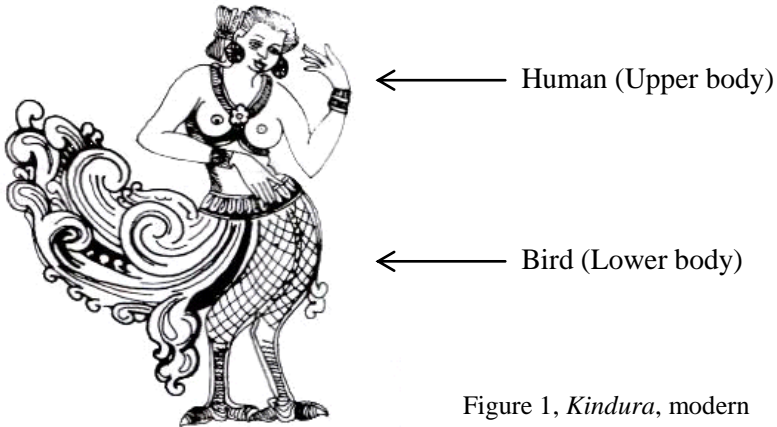 Human (Upper body)
Bird (Lower body)
Figure 1, Kindura, modern